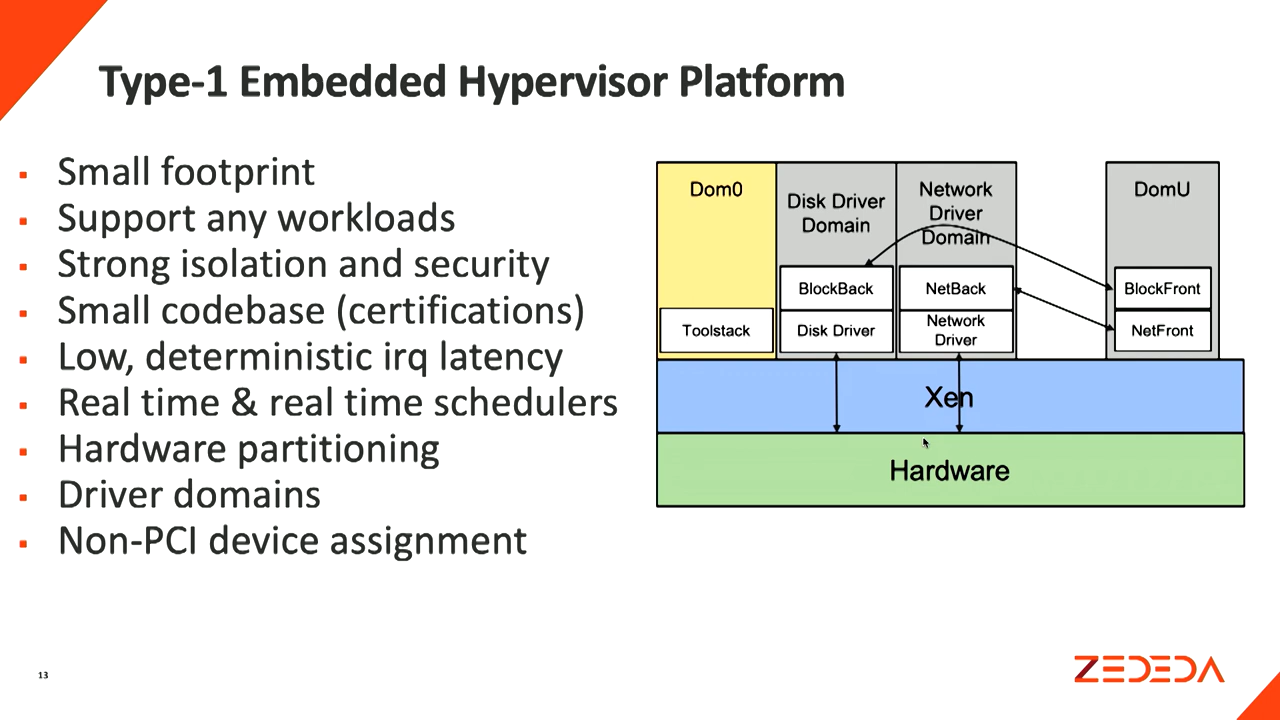 Type-1 Embedded Hypervisor Platform
▪ Small footprint
▪ Support any workloads
▪ Strong isolation and security
▪ Small codebase (certifications)
▪ Low, deterministic irq latency
▪ Real time & real time schedulers
▪ Hardware partitioning
▪ Driver domains
▪ Non-PCI device assignment
Dom0
Toolstack
Disk Driver
Domain
BlockBack
Disk Driver
Network
Driver
Domain
NetBack
Network
Driver
DomU
BlockFront
NetFront
Xen
Hardware
13
ZEDEDA